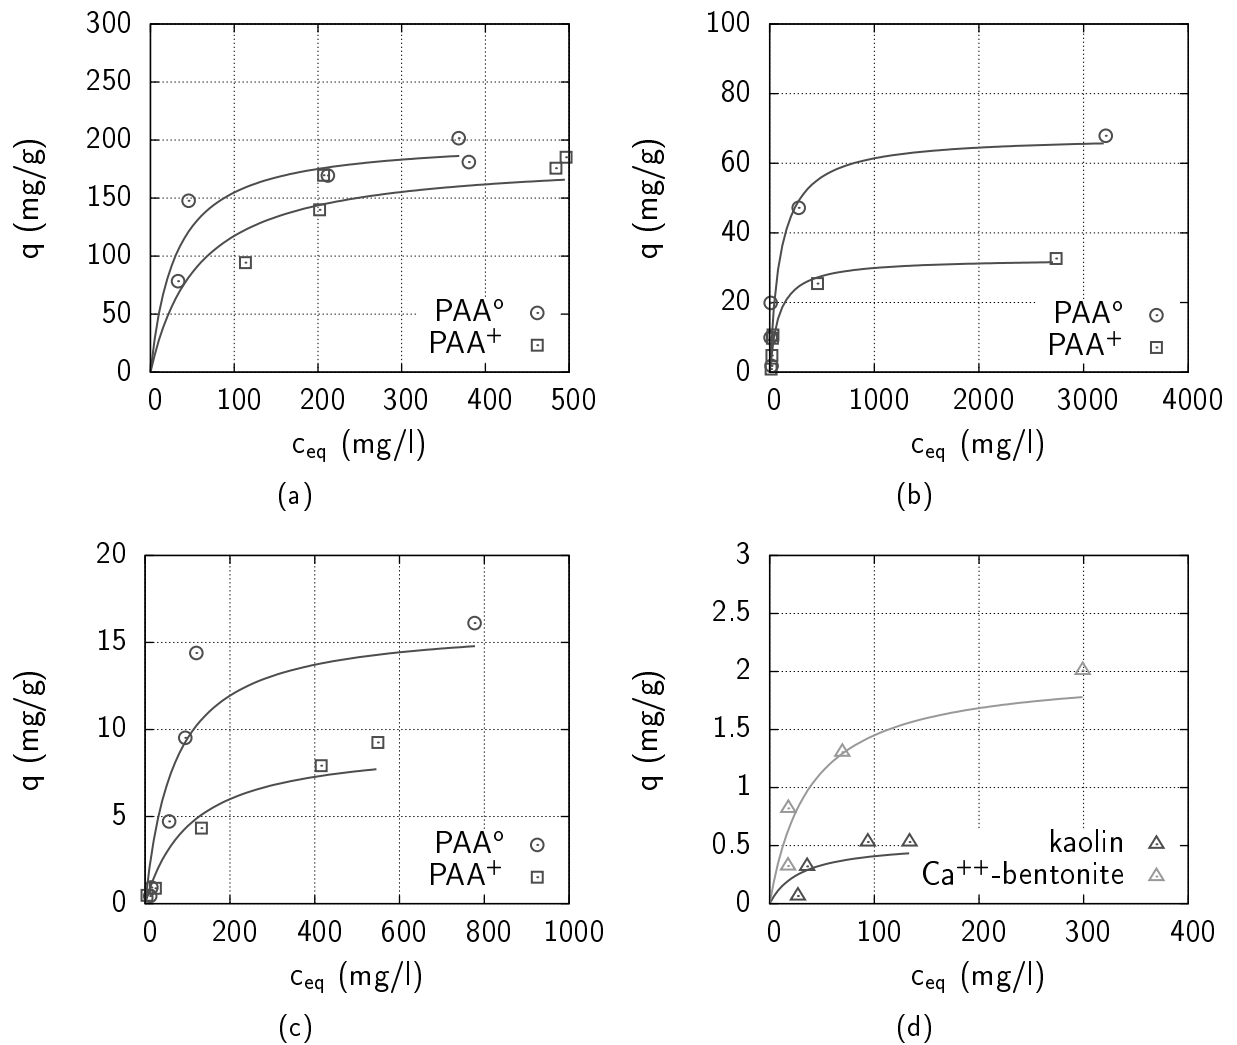 300
250
200
150
100
50
0
q (mg/g)
PAAº
PAA⁺
0 100 200 300 400 500
c_eq (mg/l)
(a)
100
80
60
40
20
0
q (mg/g)
PAAº
PAA⁺
0 1000 2000 3000 4000
c_eq (mg/l)
(b)
20
15
10
5
0
q (mg/g)
PAAº
PAA⁺
0 200 400 600 800 1000
c_eq (mg/l)
(c)
3
2.5
2
1.5
1
0.5
0
q (mg/g)
kaolin
Ca⁺⁺-bentonite
0 100 200 300 400
c_eq (mg/l)
(d)